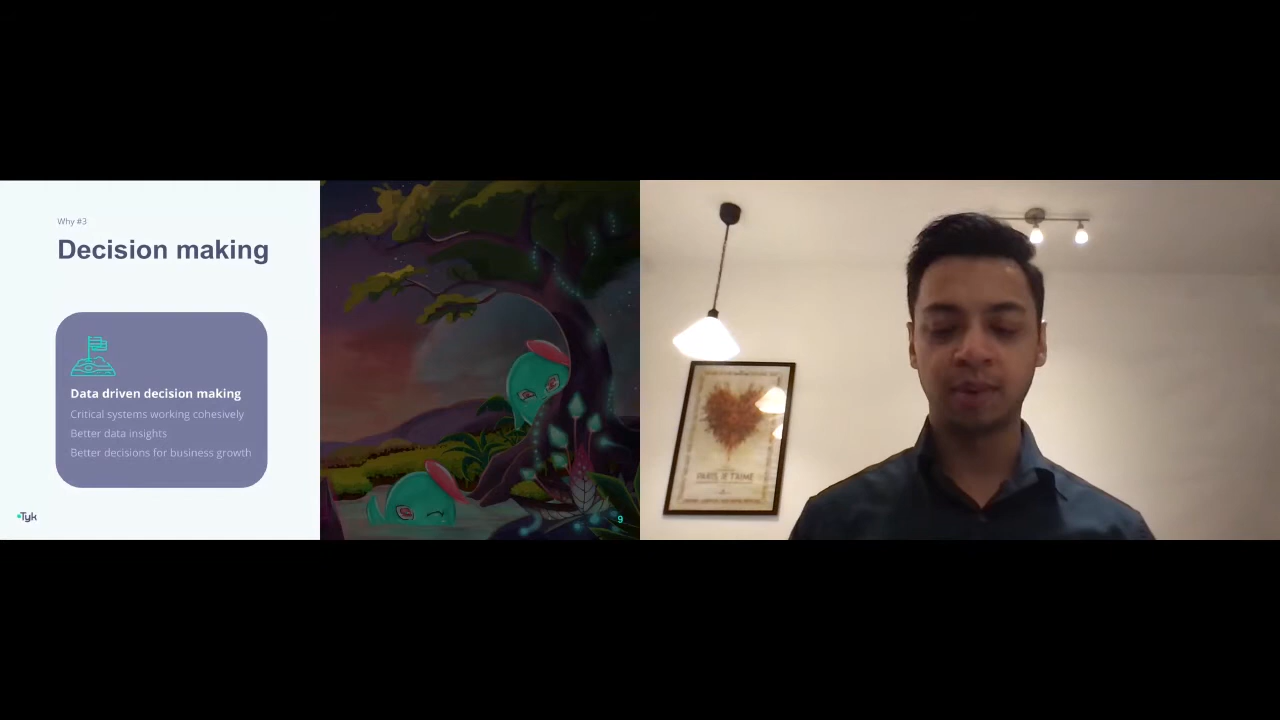 Why #3
Decision making
Data driven decision making
Critical systems working cohesively
Better data insights
Better decisions for business growth
Tyk
9
PARIS, JE T'AIME